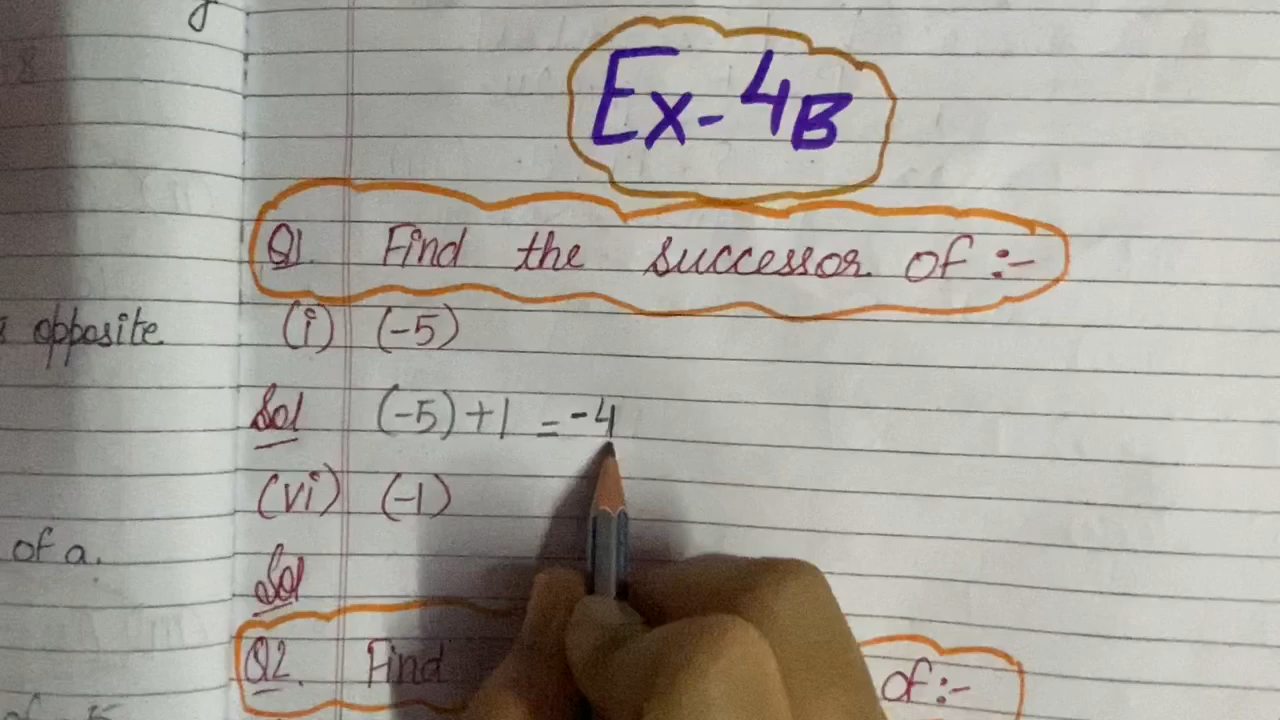 Ex-4B
Q1. Find the successor of :-
(i) (-5)
opposite
Sol (-5)+1 = -4
(vi) (-1)
of a.
Sol
Q2. Find of:-